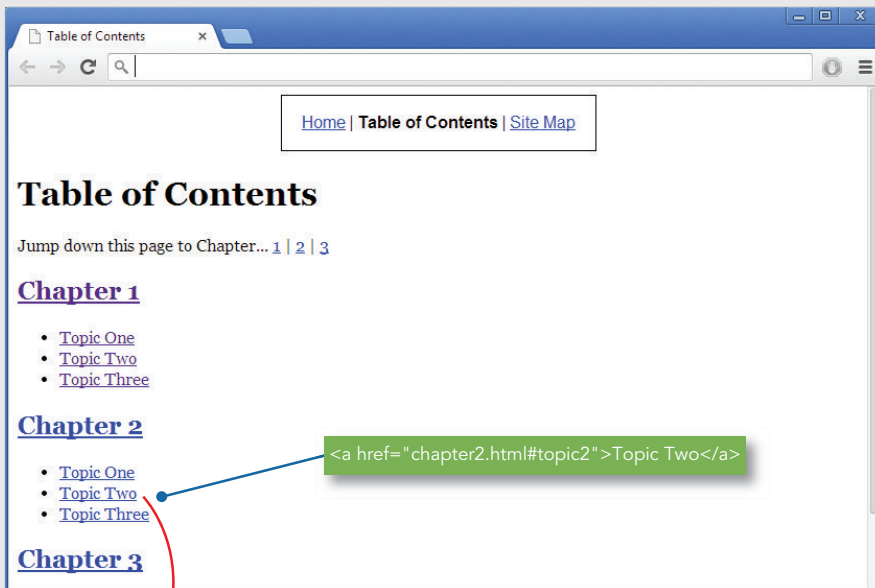 Table of Contents
Home | Table of Contents | Site Map
Table of Contents
Jump down this page to Chapter... 1 | 2 | 3
Chapter 1
• Topic One
• Topic Two
• Topic Three
Chapter 2
<a href="chapter2.html#topic2">Topic Two</a>
• Topic One
• Topic Two
• Topic Three
Chapter 3